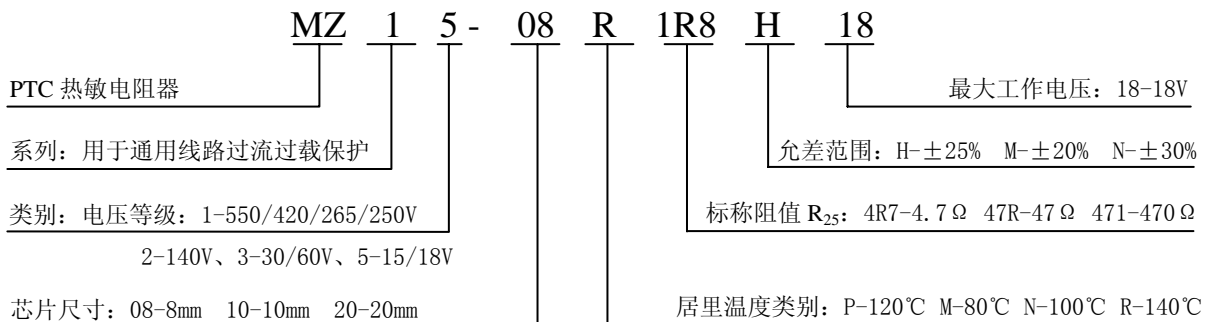 MZ 1 5- 08 R 1R8 H 18
PTC 热敏电阻器
最大工作电压：18-18V
系列：用于通用线路过流过载保护
允差范围：H-±25% M-±20% N-±30%
类别：电压等级：1-550/420/265/250V
标称阻值 R₂₅：4R7-4.7Ω 47R-47Ω 471-470Ω
2-140V、3-30/60V、5-15/18V
芯片尺寸：08-8mm 10-10mm 20-20mm
居里温度类别：P-120℃ M-80℃ N-100℃ R-140℃